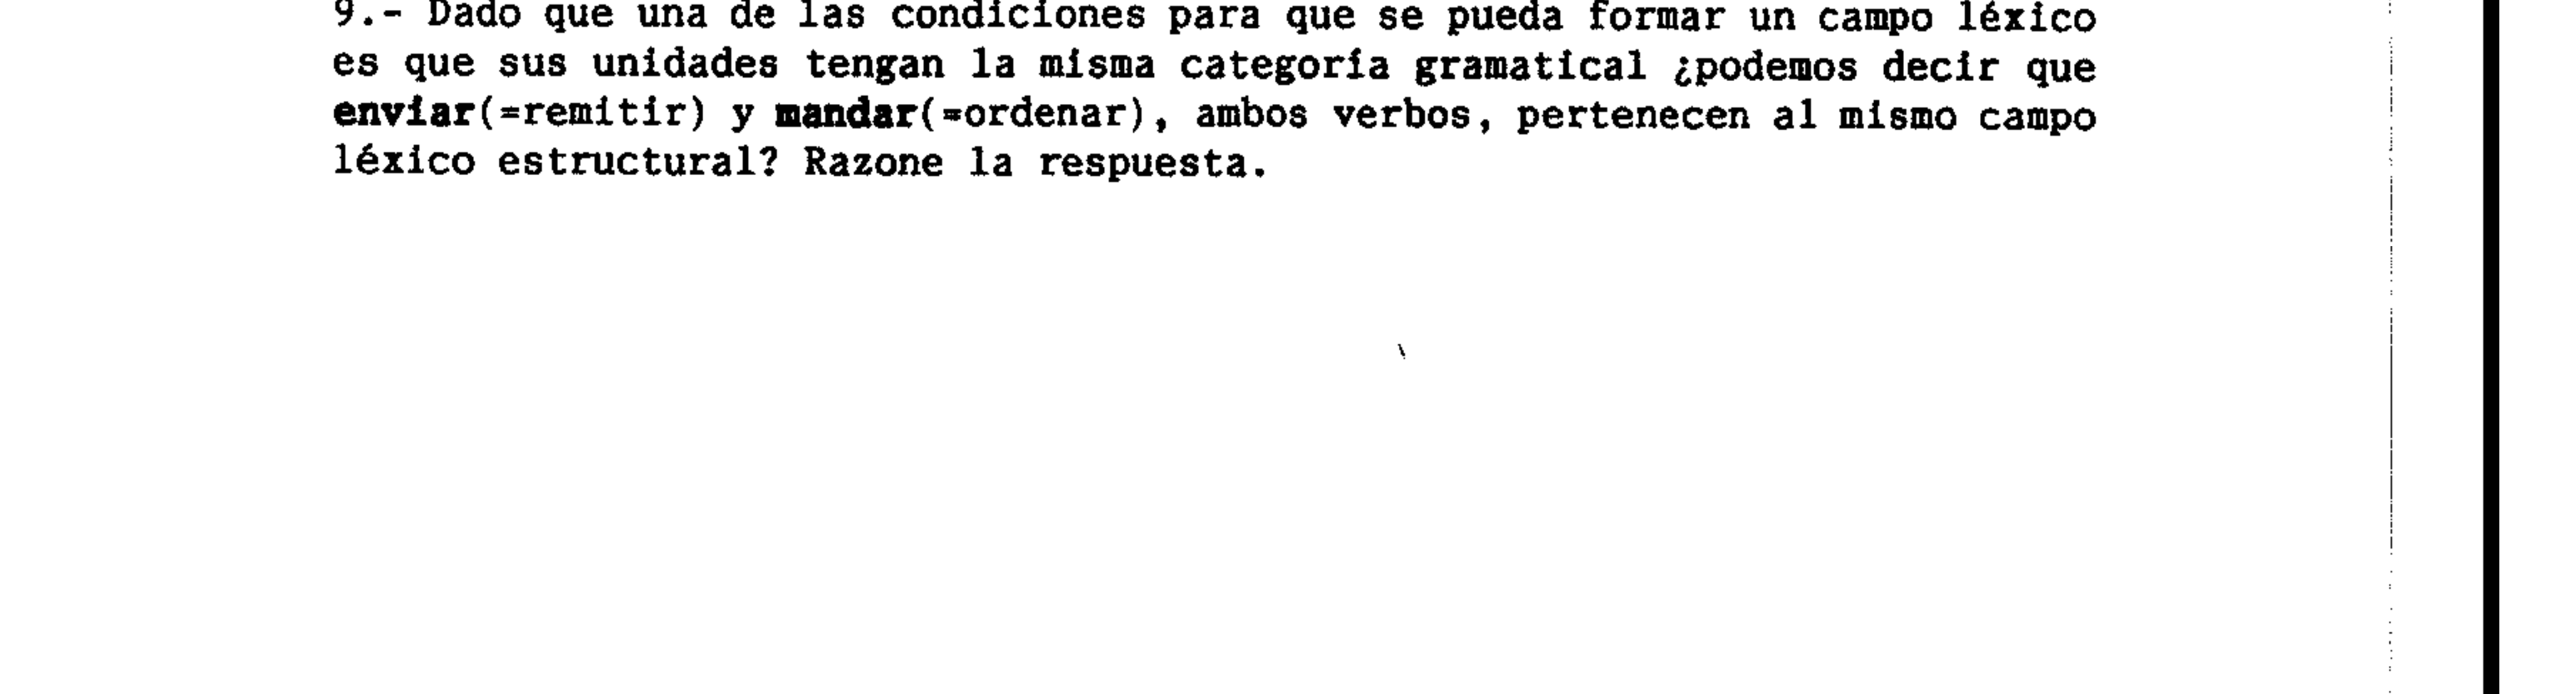 9.- Dado que una de las condiciones para que se pueda formar un campo léxico
es que sus unidades tengan la misma categoría gramatical ¿podemos decir que
enviar(=remitir) y mandar(=ordenar), ambos verbos, pertenecen al mismo campo
léxico estructural? Razone la respuesta.